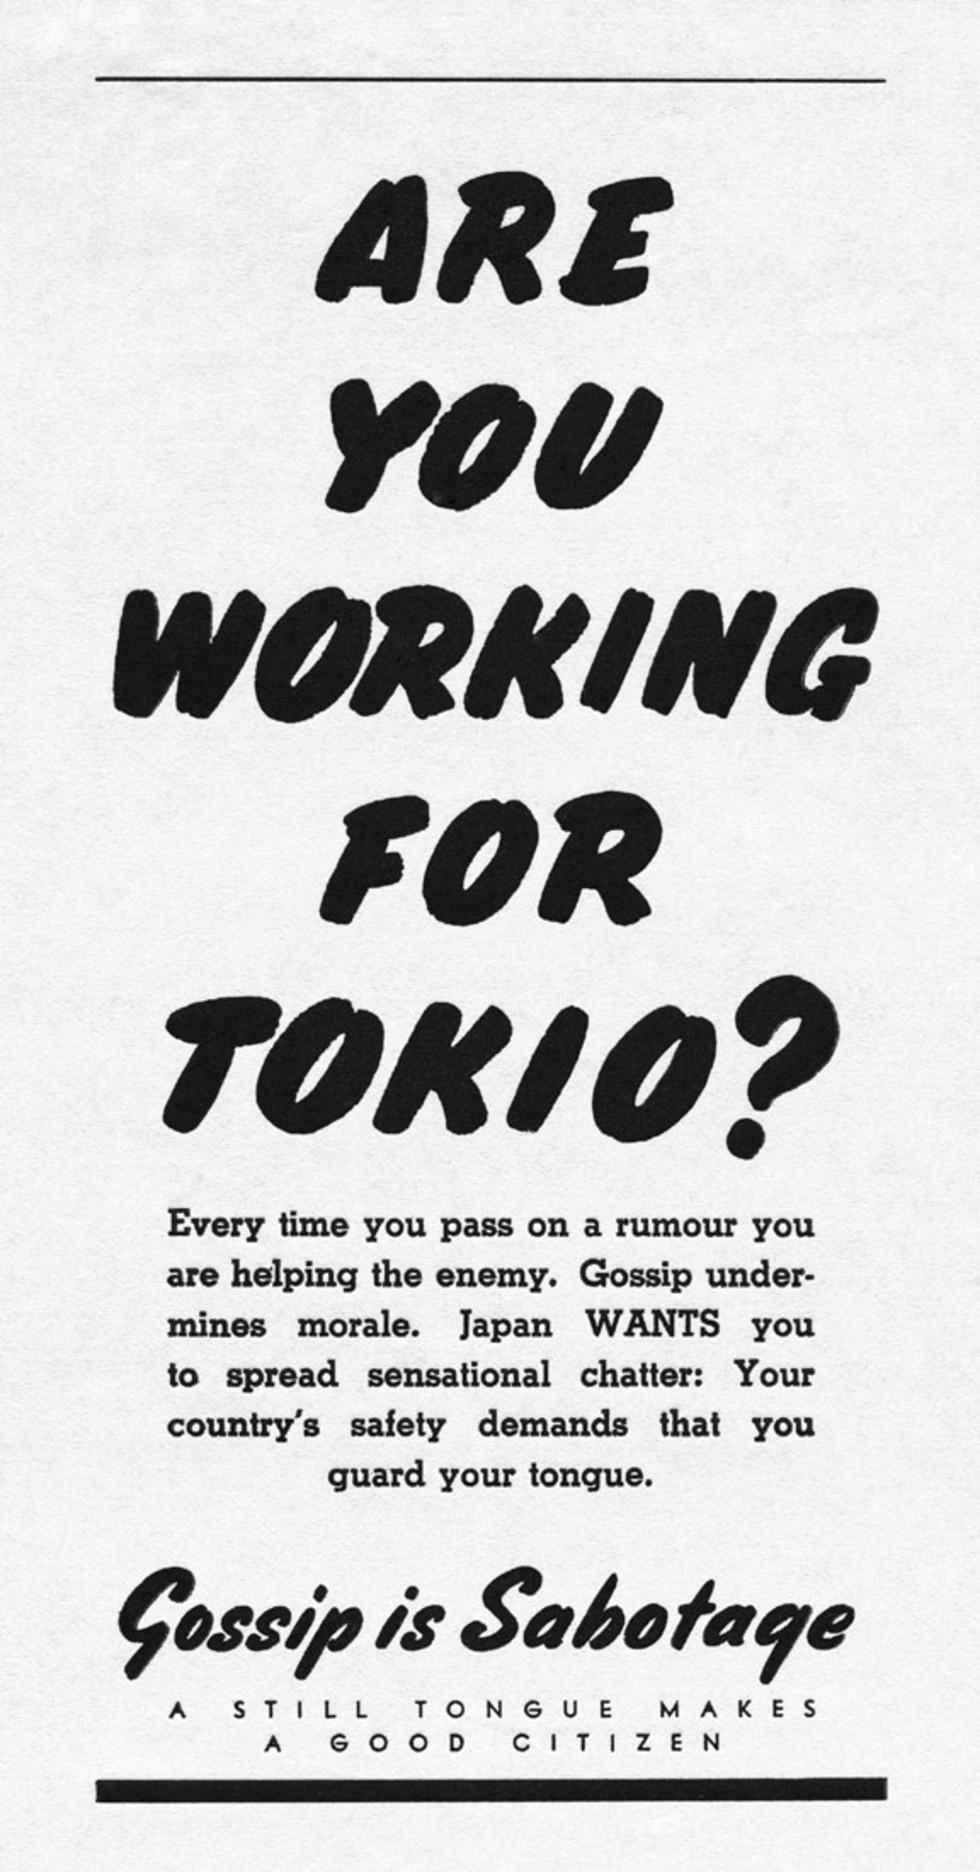 ARE
YOU
WORKING
FOR
TOKIO?
Every time you pass on a rumour you
are helping the enemy. Gossip under-
mines morale. Japan WANTS you
to spread sensational chatter: Your
country's safety demands that you
guard your tongue.
Gossip is Sabotage
A STILL TONGUE MAKES
A GOOD CITIZEN